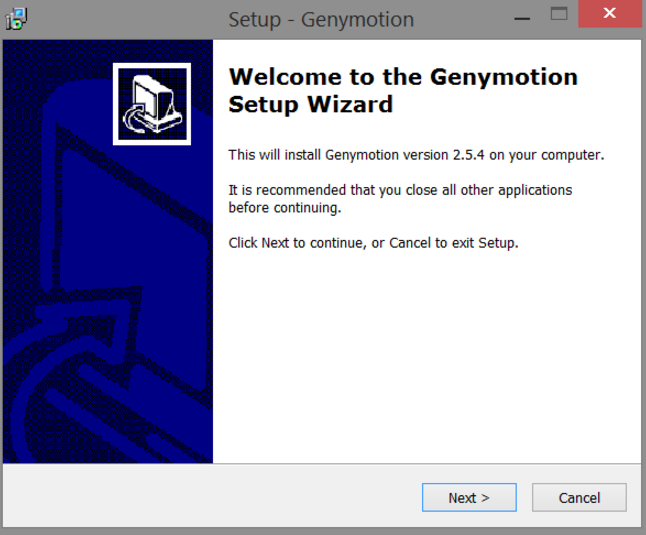 Setup - Genymotion
Welcome to the Genymotion
Setup Wizard
This will install Genymotion version 2.5.4 on your computer.
It is recommended that you close all other applications
before continuing.
Click Next to continue, or Cancel to exit Setup.
Next >
Cancel